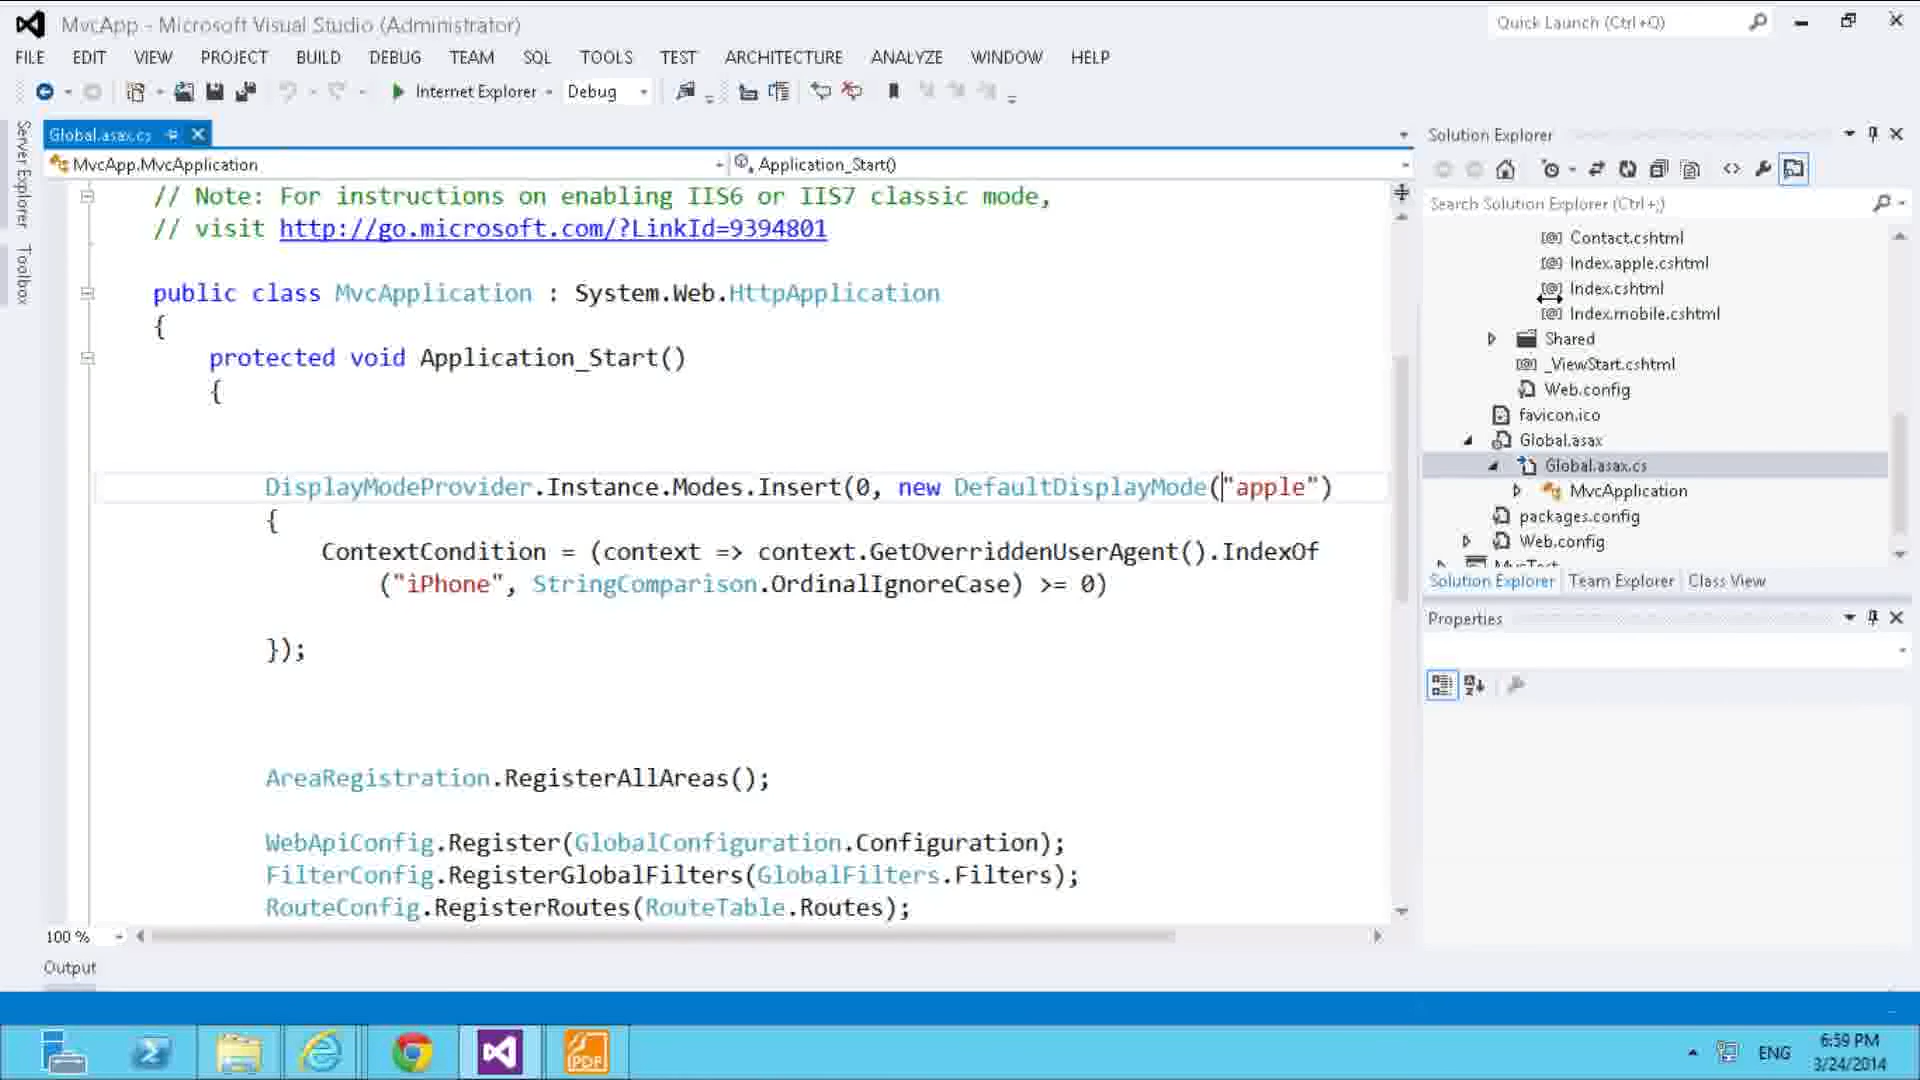 MvcApp - Microsoft Visual Studio (Administrator)
Quick Launch (Ctrl+Q)
FILE EDIT VIEW PROJECT BUILD DEBUG TEAM SQL TOOLS TEST ARCHITECTURE ANALYZE WINDOW HELP
Internet Explorer Debug
Server Explorer
Toolbox
Global.asax.cs
MvcApp.MvcApplication Application_Start()
// Note: For instructions on enabling IIS6 or IIS7 classic mode,
// visit http://go.microsoft.com/?LinkId=9394801
public class MvcApplication : System.Web.HttpApplication
{
protected void Application_Start()
{
DisplayModeProvider.Instance.Modes.Insert(0, new DefaultDisplayMode("apple")
{
ContextCondition = (context => context.GetOverriddenUserAgent().IndexOf
("iPhone", StringComparison.OrdinalIgnoreCase) >= 0)
});
AreaRegistration.RegisterAllAreas();
WebApiConfig.Register(GlobalConfiguration.Configuration);
FilterConfig.RegisterGlobalFilters(GlobalFilters.Filters);
RouteConfig.RegisterRoutes(RouteTable.Routes);
100 %
Output
Solution Explorer
Search Solution Explorer (Ctrl+;)
Contact.cshtml
Index.apple.cshtml
Index.cshtml
Index.mobile.cshtml
Shared
_ViewStart.cshtml
Web.config
favicon.ico
Global.asax
Global.asax.cs
MvcApplication
packages.config
Web.config
Solution Explorer Team Explorer Class View
Properties
PDF
ENG
6:59 PM
3/24/2014